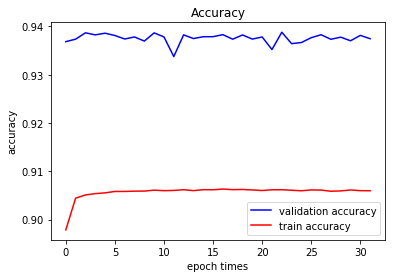 Accuracy
0.94
0.93
0.92
0.91
0.90
accuracy
0 5 10 15 20 25 30
epoch times
validation accuracy
train accuracy